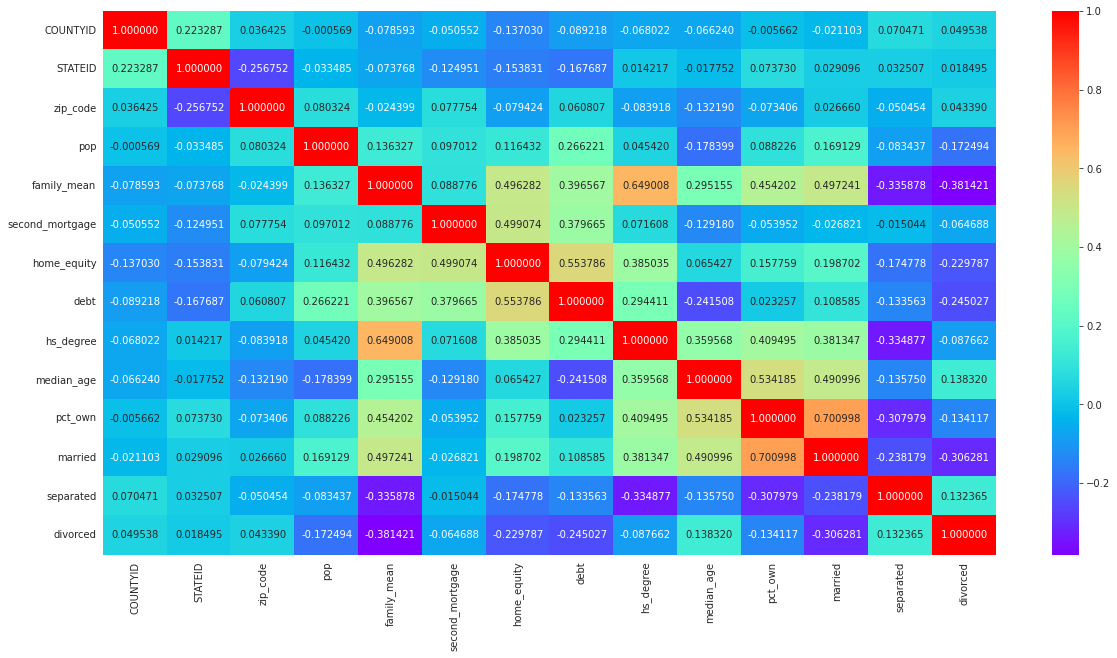 COUNTYID 1.000000 0.223287 0.036425 -0.000569 -0.078593 -0.050552 -0.137030 -0.089218 -0.068022 -0.066240 -0.005662 -0.021103 0.070471 0.049538
STATEID 0.223287 1.000000 -0.256752 -0.033485 -0.073768 -0.124951 -0.153831 -0.167687 0.014217 -0.017752 0.073730 0.029096 0.032507 0.018495
zip_code 0.036425 -0.256752 1.000000 0.080324 -0.024399 0.077754 -0.079424 0.060807 -0.083918 -0.132190 -0.073406 0.026660 -0.050454 0.043390
pop -0.000569 -0.033485 0.080324 1.000000 0.136327 0.097012 0.116432 0.266221 0.045420 -0.178399 0.088226 0.169129 -0.083437 -0.172494
family_mean -0.078593 -0.073768 -0.024399 0.136327 1.000000 0.088776 0.496282 0.396567 0.649008 0.295155 0.454202 0.497241 -0.335878 -0.381421
second_mortgage -0.050552 -0.124951 0.077754 0.097012 0.088776 1.000000 0.499074 0.379665 0.071608 -0.129180 -0.053952 -0.026821 -0.015044 -0.064688
home_equity -0.137030 -0.153831 -0.079424 0.116432 0.496282 0.499074 1.000000 0.553786 0.385035 0.065427 0.157759 0.198702 -0.174778 -0.229787
debt -0.089218 -0.167687 0.060807 0.266221 0.396567 0.379665 0.553786 1.000000 0.294411 -0.241508 0.023257 0.108585 -0.133563 -0.245027
hs_degree -0.068022 0.014217 -0.083918 0.045420 0.649008 0.071608 0.385035 0.294411 1.000000 0.359568 0.409495 0.381347 -0.334877 -0.087662
median_age -0.066240 -0.017752 -0.132190 -0.178399 0.295155 -0.129180 0.065427 -0.241508 0.359568 1.000000 0.534185 0.490996 -0.135750 0.138320
pct_own -0.005662 0.073730 -0.073406 0.088226 0.454202 -0.053952 0.157759 0.023257 0.409495 0.534185 1.000000 0.700998 -0.307979 -0.134117
married -0.021103 0.029096 0.026660 0.169129 0.497241 -0.026821 0.198702 0.108585 0.381347 0.490996 0.700998 1.000000 -0.238179 -0.306281
separated 0.070471 0.032507 -0.050454 -0.083437 -0.335878 -0.015044 -0.174778 -0.133563 -0.334877 -0.135750 -0.307979 -0.238179 1.000000 0.132365
divorced 0.049538 0.018495 0.043390 -0.172494 -0.381421 -0.064688 -0.229787 -0.245027 -0.087662 0.138320 -0.134117 -0.306281 0.132365 1.000000
COUNTYID STATEID zip_code pop family_mean second_mortgage home_equity debt hs_degree median_age pct_own married separated divorced
1.0
0.8
0.6
0.4
0.2
0.0
−0.2